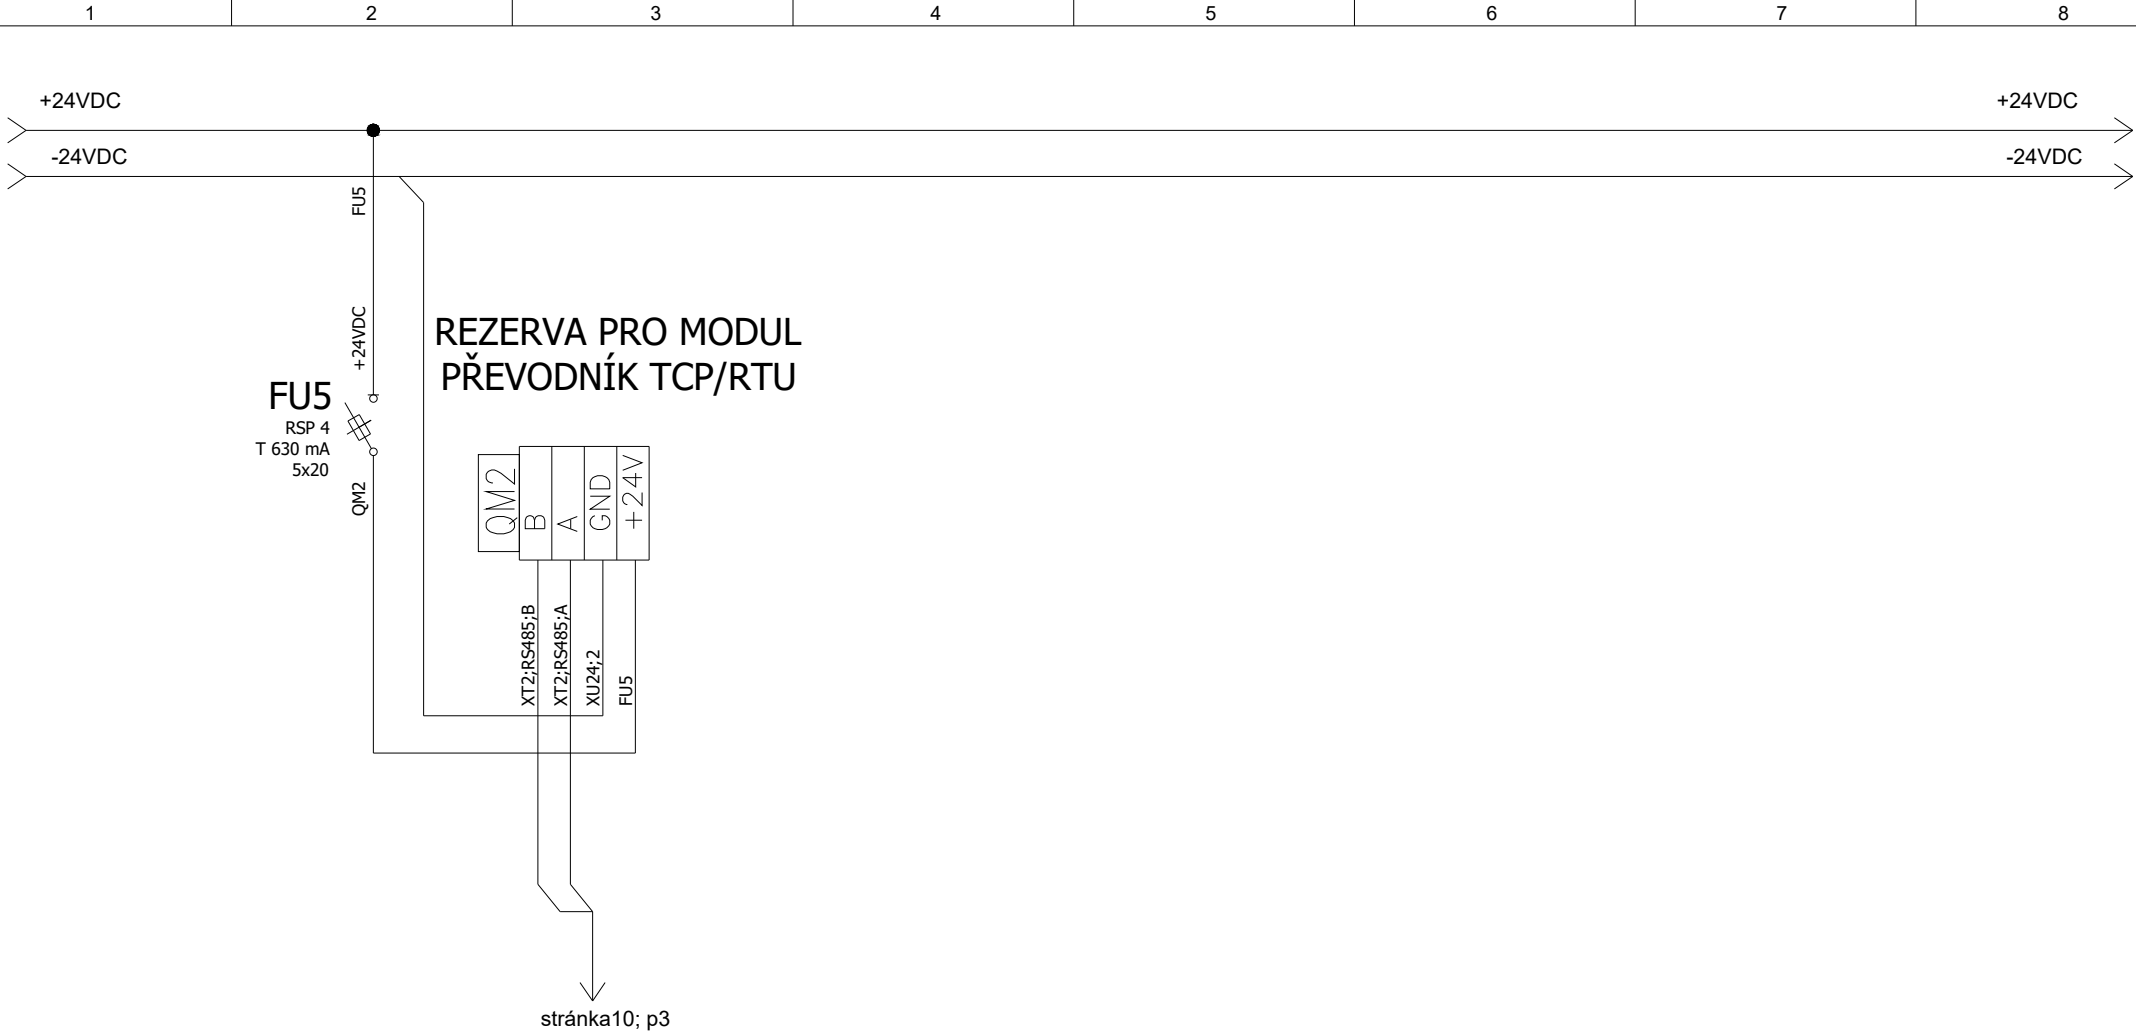 1 2 3 4 5 6 7 8
+24VDC +24VDC
-24VDC -24VDC
FU5
+24VDC
REZERVA PRO MODUL
PŘEVODNÍK TCP/RTU
FU5
RSP 4
T 630 mA
5x20
QM2
QM2
B
A
GND
+24V
XT2;RS485;B
XT2;RS485;A
XU24;2
FU5
stránka10; p3